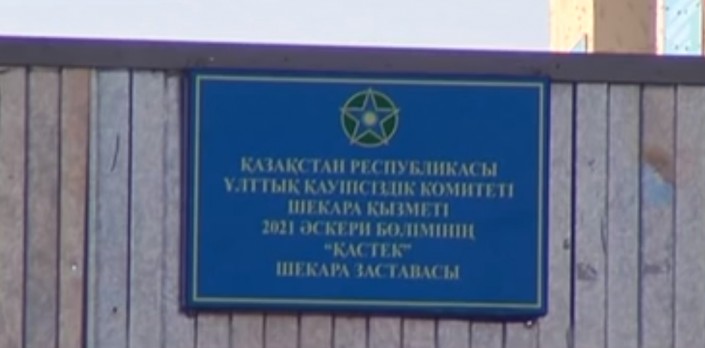 ҚАЗАҚСТАН РЕСПУБЛИКАСЫ
ҰЛТТЫҚ ҚАУІПСІЗДІК КОМИТЕТІ
ШЕКАРА ҚЫЗМЕТІ
2021 ӘСКЕРИ БӨЛІМІНІҢ
“ҚАСТЕК”
ШЕКАРА ЗАСТАВАСЫ